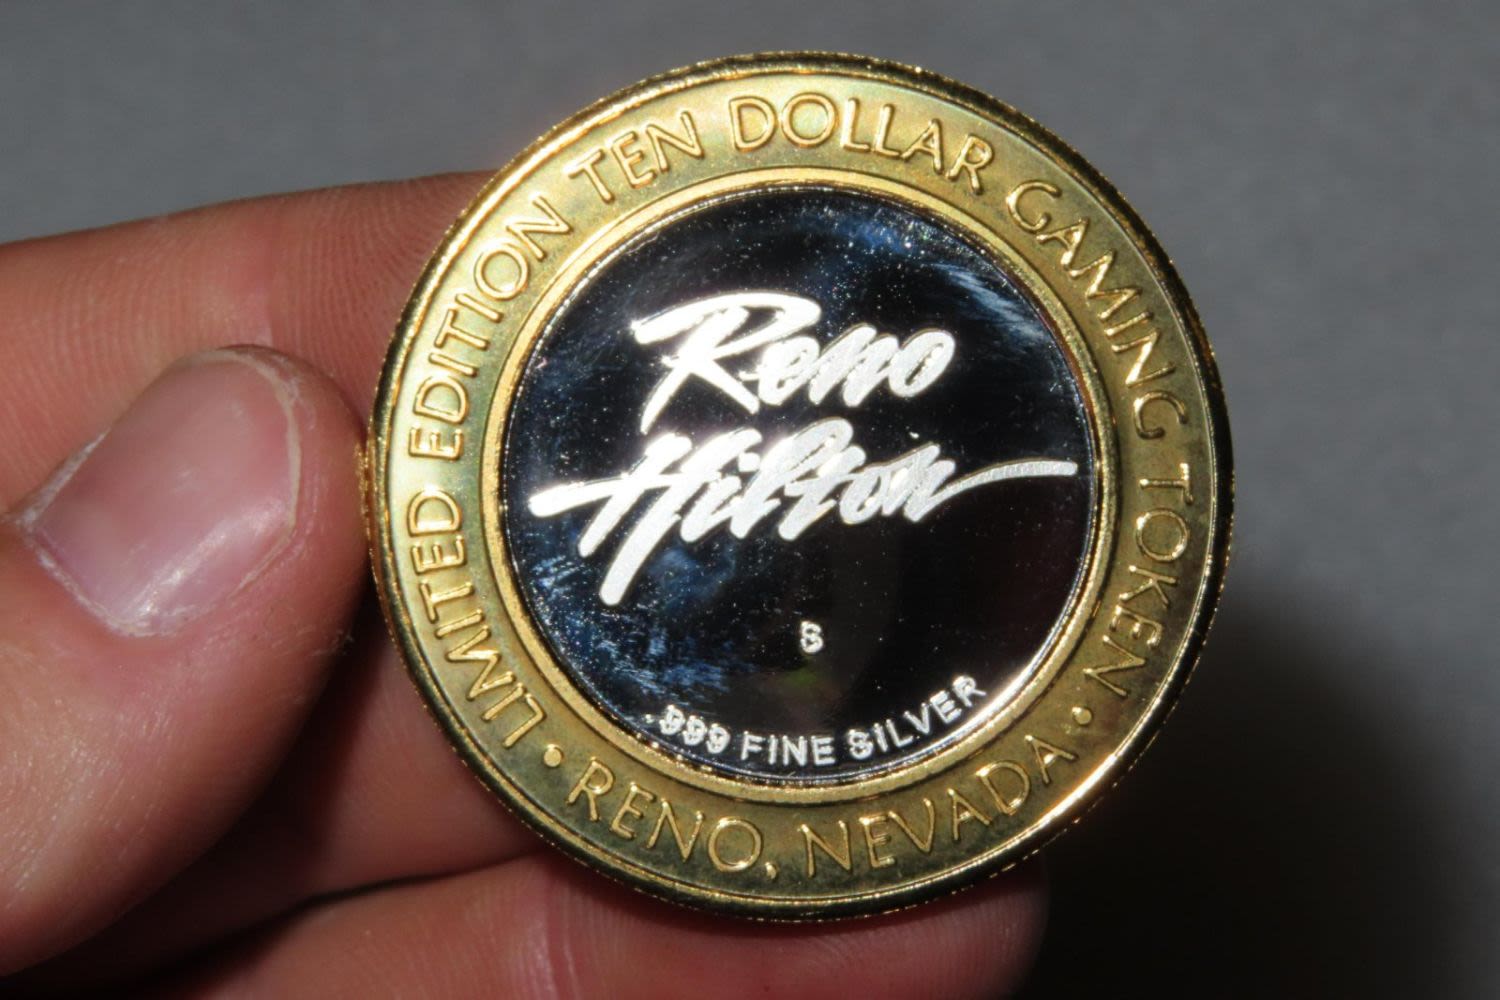 LIMITED EDITION TEN DOLLAR GAMING TOKEN
Reno
Hilton
S
.999 FINE SILVER
• RENO, NEVADA •